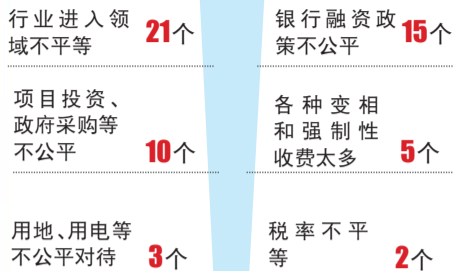 行业进入领
域不平等 21个
银行融资政
策不公平 15个
项目投资、
政府采购等
不公平 10个
各种变相
和强制性
收费太多 5个
用地、用电等
不公平对待 3个
税率不平
等 2个